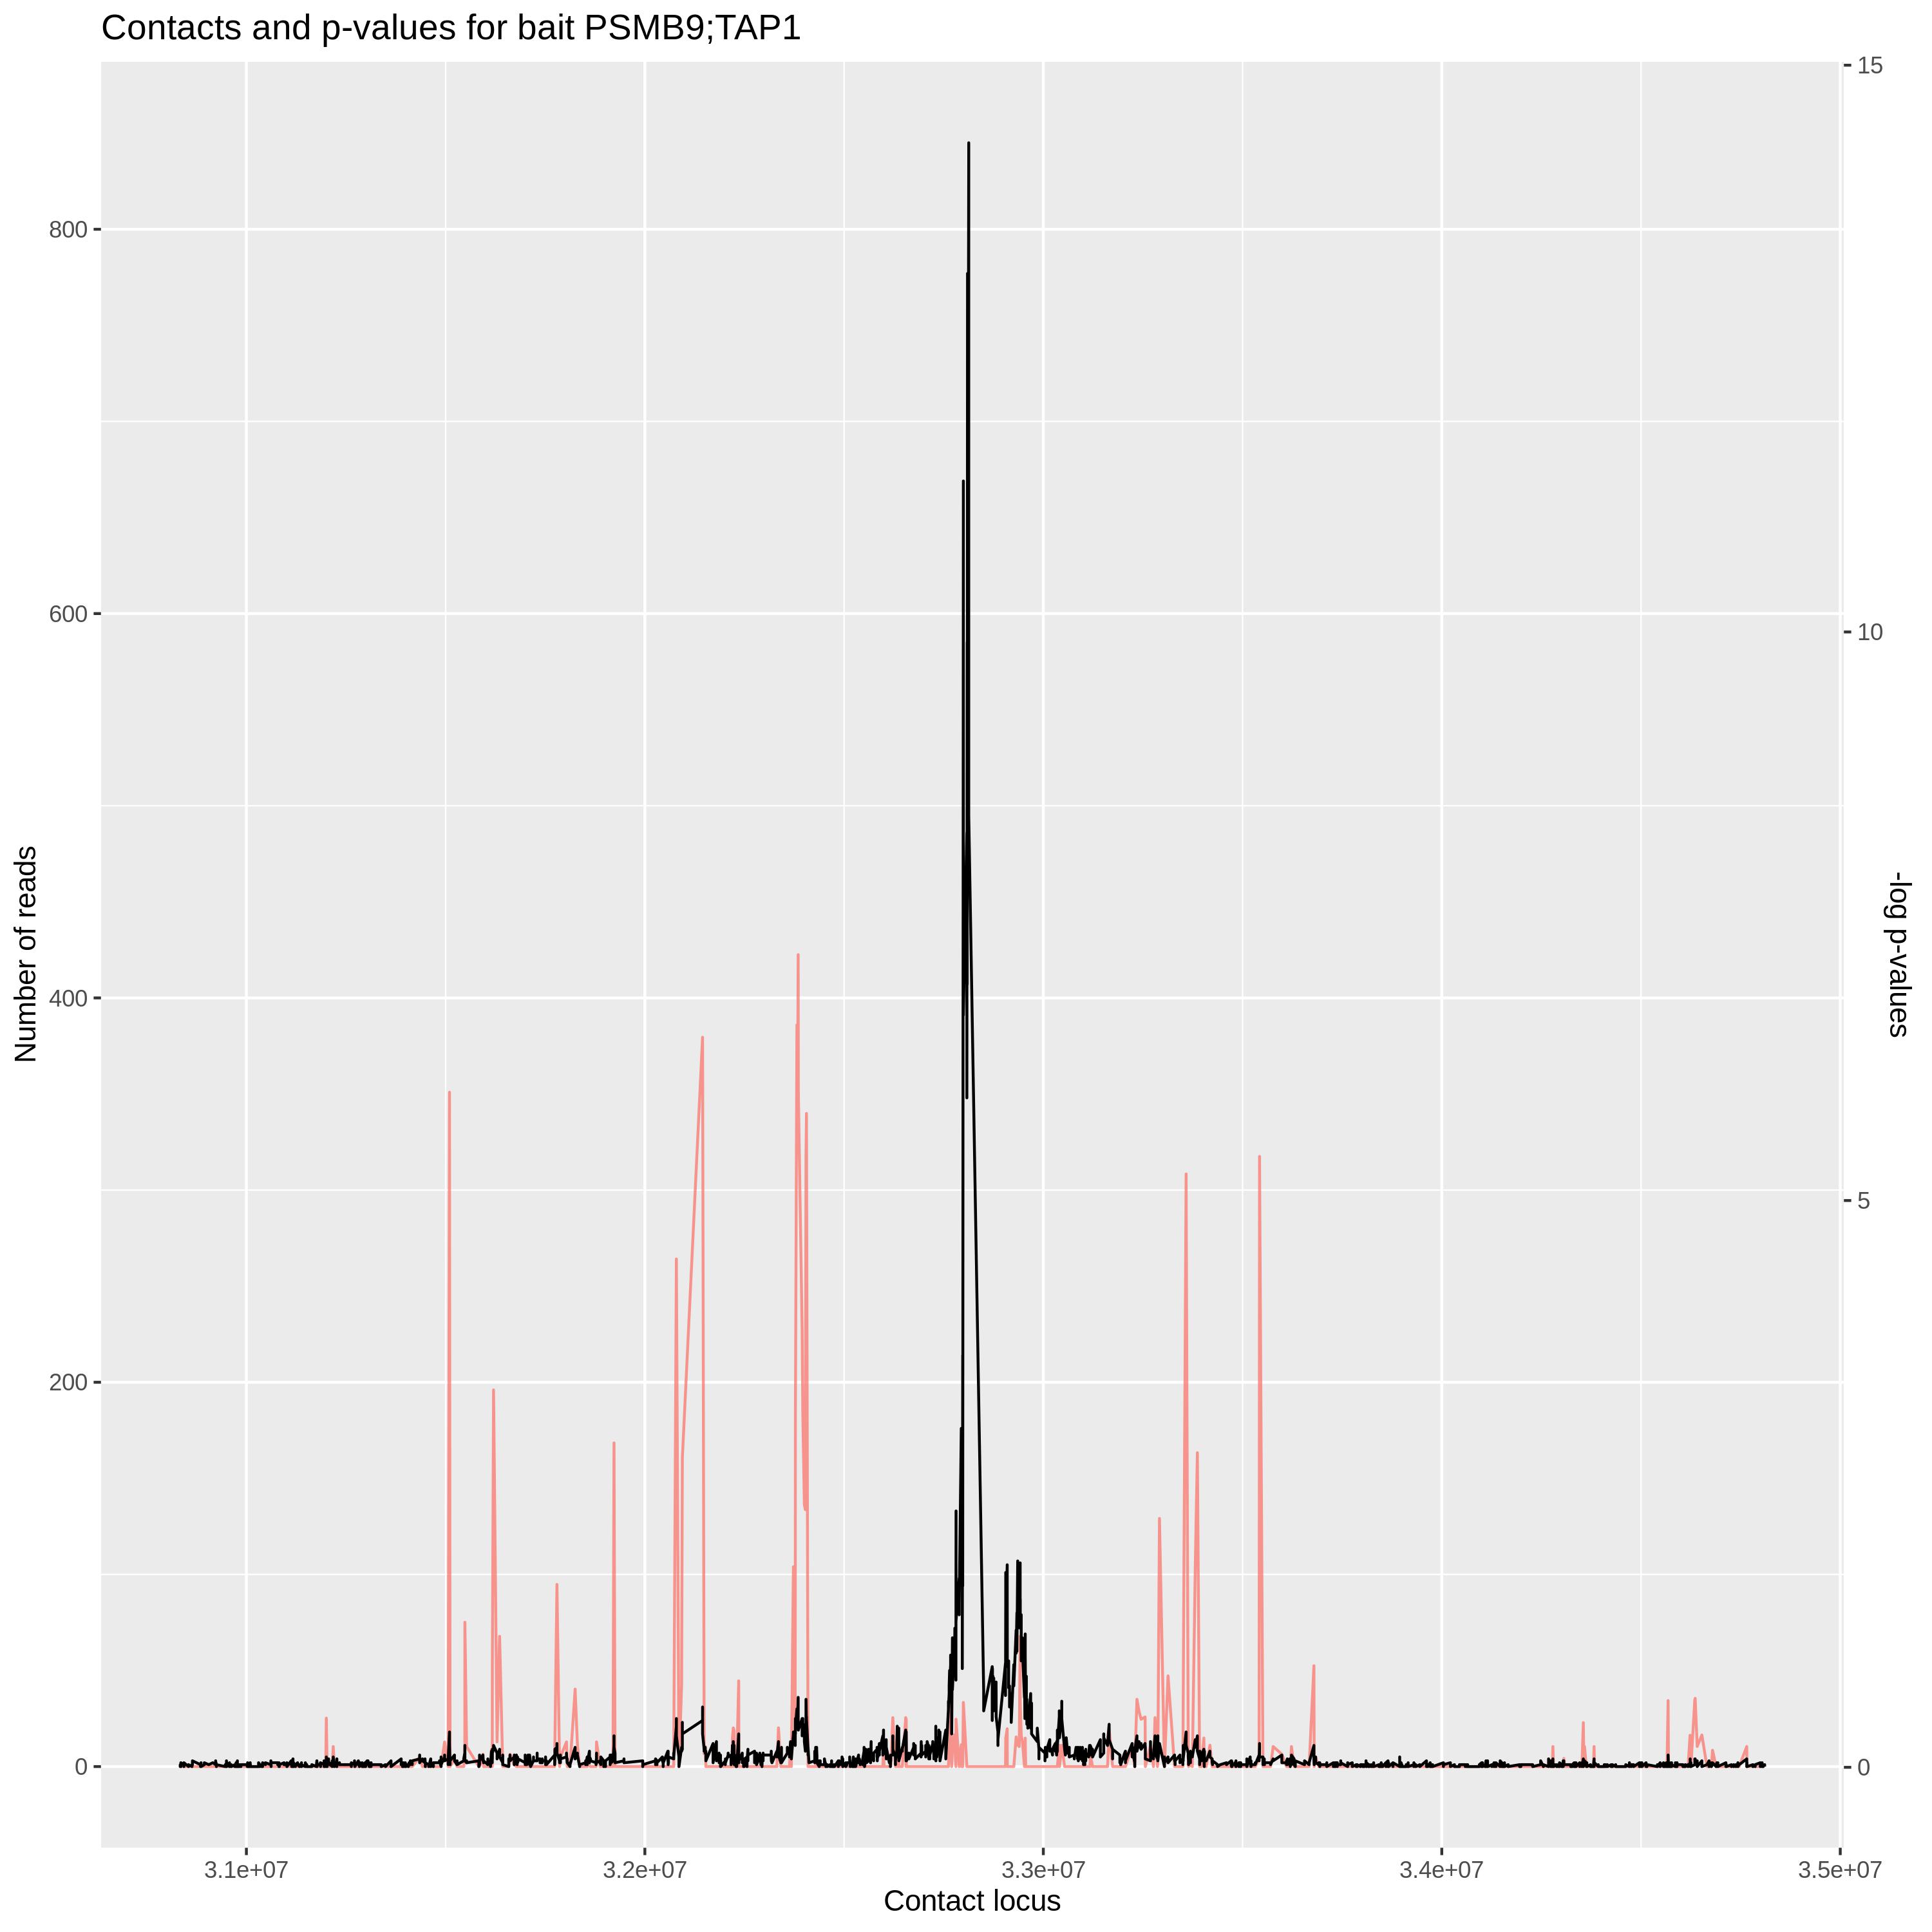 Contacts and p-values for bait PSMB9;TAP1
Number of reads
800
600
400
200
0
15
10
5
0
-log p-values
3.1e+07 3.2e+07 3.3e+07 3.4e+07 3.5e+07
Contact locus